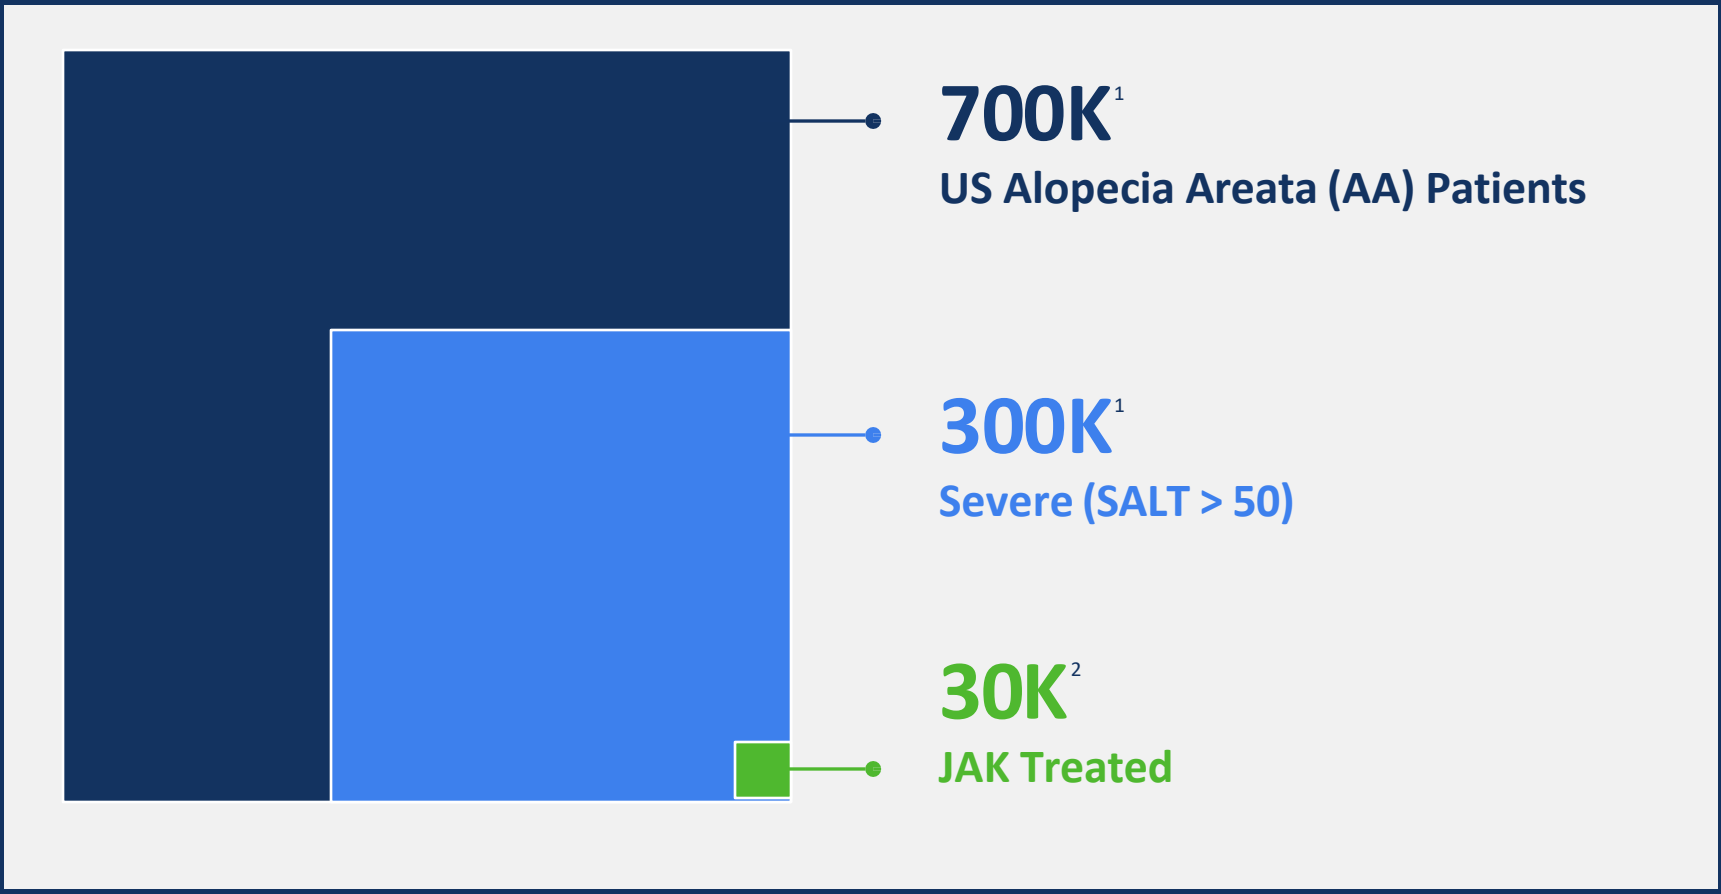 700K¹
US Alopecia Areata (AA) Patients
300K¹
Severe (SALT > 50)
30K²
JAK Treated